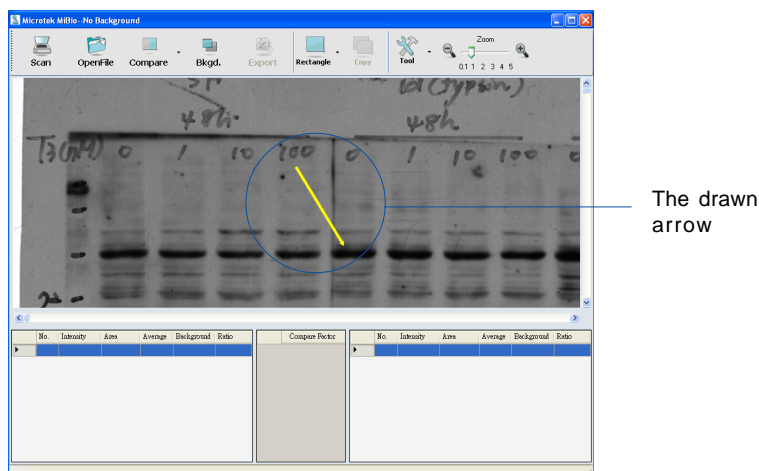 Microtek MiBio--No Background
Scan OpenFile Compare Bkgd. Export Rectangle Copy Tool
Zoom
0.1 1 2 3 4 5
48h. 48h
T3(nM) 0 1 10 100 0 1 10 100 0
The drawn
arrow
No. Intensity Area Average Background Ratio
Compare Factor
No. Intensity Area Average Background Ratio